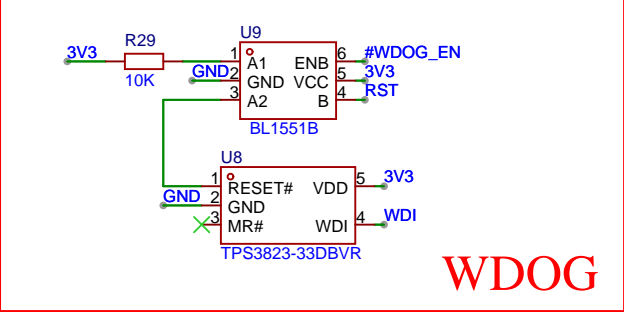 U9
R29
3V3
10K
1 A1 ENB 6 #WDOG_EN
GND 2 GND VCC 5 3V3
3 A2 B 4 RST
BL1551B
U8
1 RESET# VDD 5 3V3
GND 2 GND
3 MR# WDI 4 WDI
TPS3823-33DBVR
WDOG